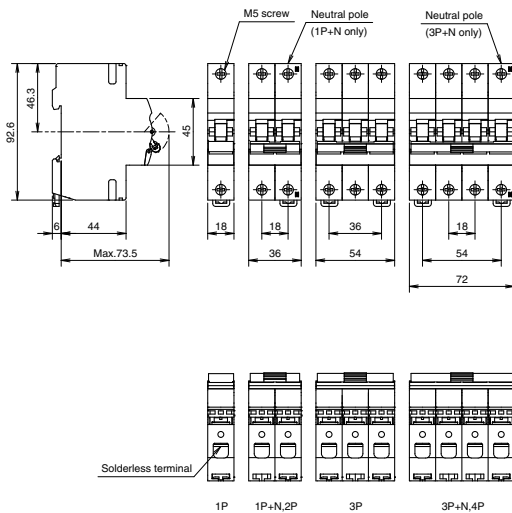 M5 screw
Neutral pole
(1P+N only)
Neutral pole
(3P+N only)
92.6
46.3
45
6
44
Max.73.5
18
18
36
36
54
18
54
72
N
N
N
N
Solderless terminal
1P
1P+N,2P
3P
3P+N,4P